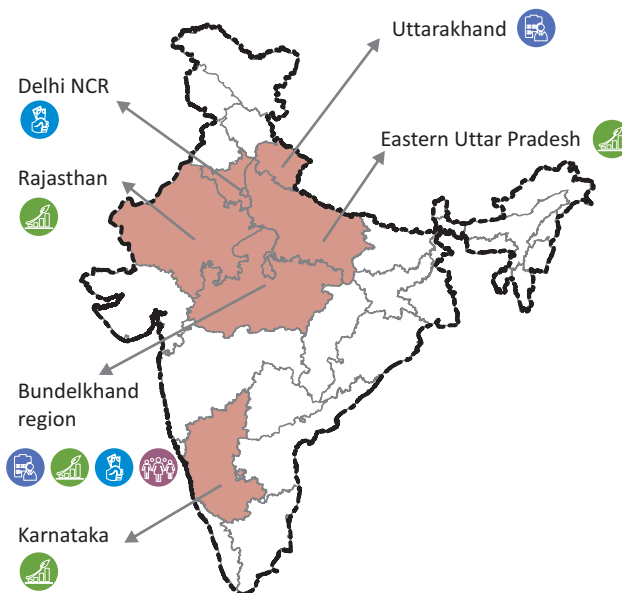 Uttarakhand
Delhi NCR
Eastern Uttar Pradesh
Rajasthan
Bundelkhand
region
Karnataka